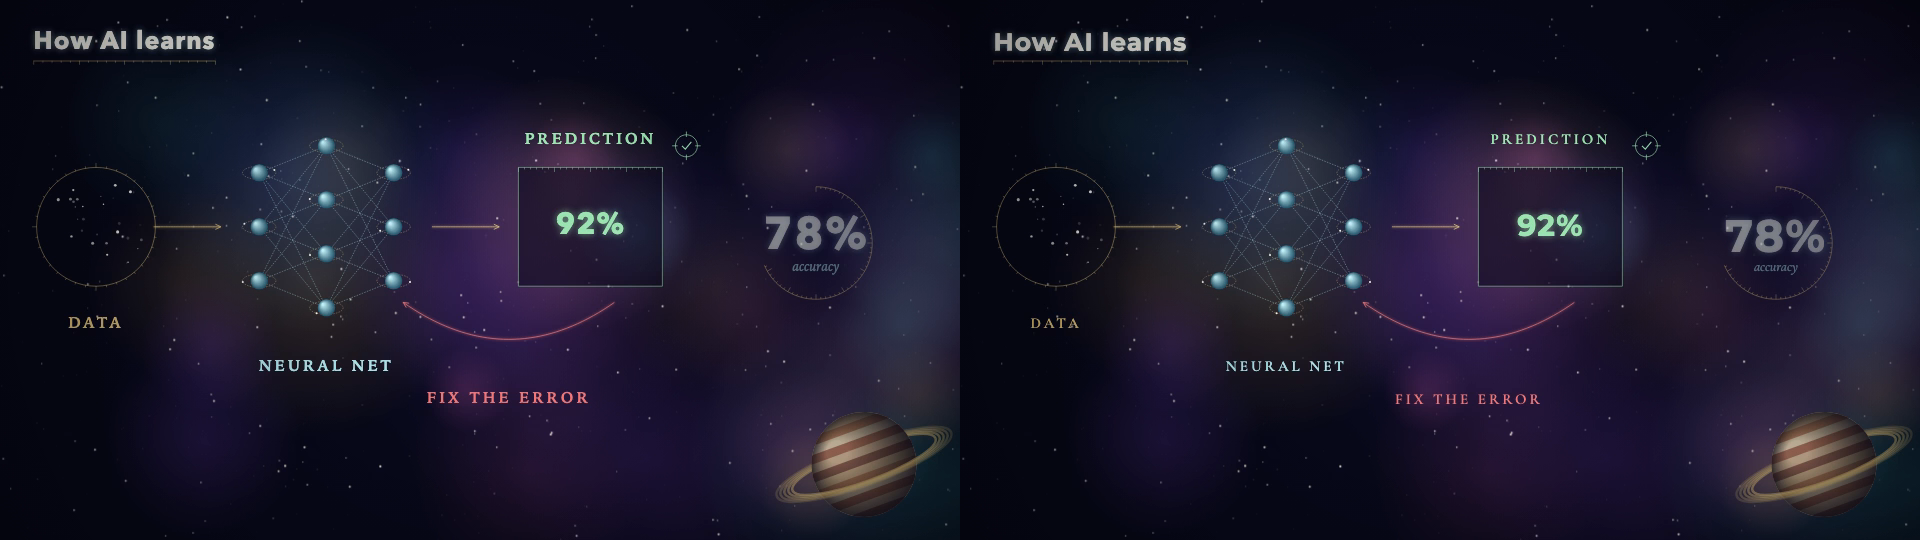 How AI learns
PREDICTION
92%
78%
accuracy
DATA
NEURAL NET
FIX THE ERROR
How AI learns
PREDICTION
92%
78%
accuracy
DATA
NEURAL NET
FIX THE ERROR